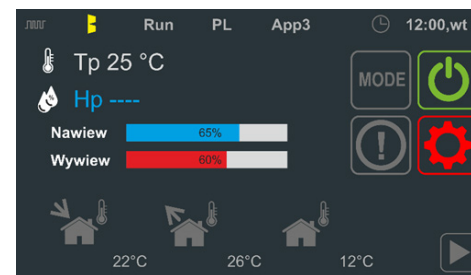 Run PL App3 12:00,wt
Tp 25 °C
MODE
Hp ----
Nawiew 65%
Wywiew 60%
22°C 26°C 12°C